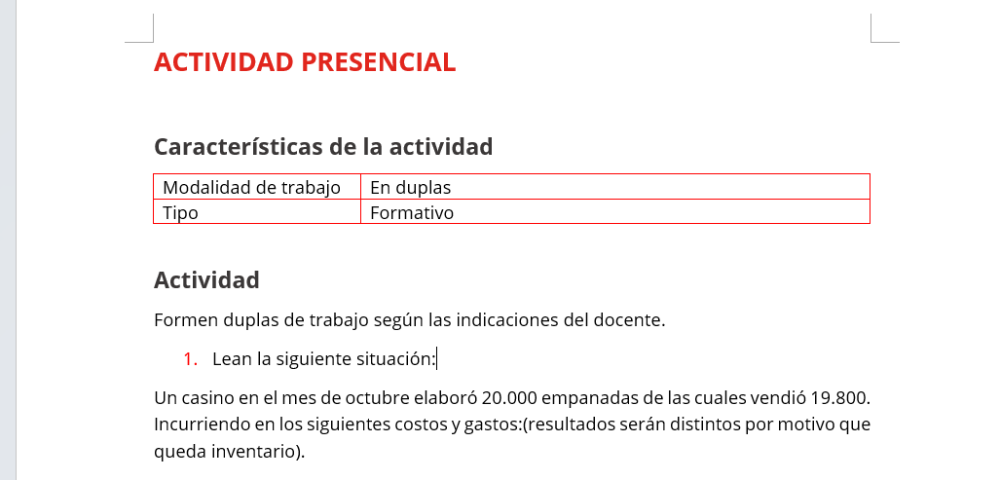 ACTIVIDAD PRESENCIAL
Características de la actividad
Modalidad de trabajo En duplas
Tipo Formativo
Actividad
Formen duplas de trabajo según las indicaciones del docente.
1. Lean la siguiente situación:
Un casino en el mes de octubre elaboró 20.000 empanadas de las cuales vendió 19.800.
Incurriendo en los siguientes costos y gastos:(resultados serán distintos por motivo que
queda inventario).